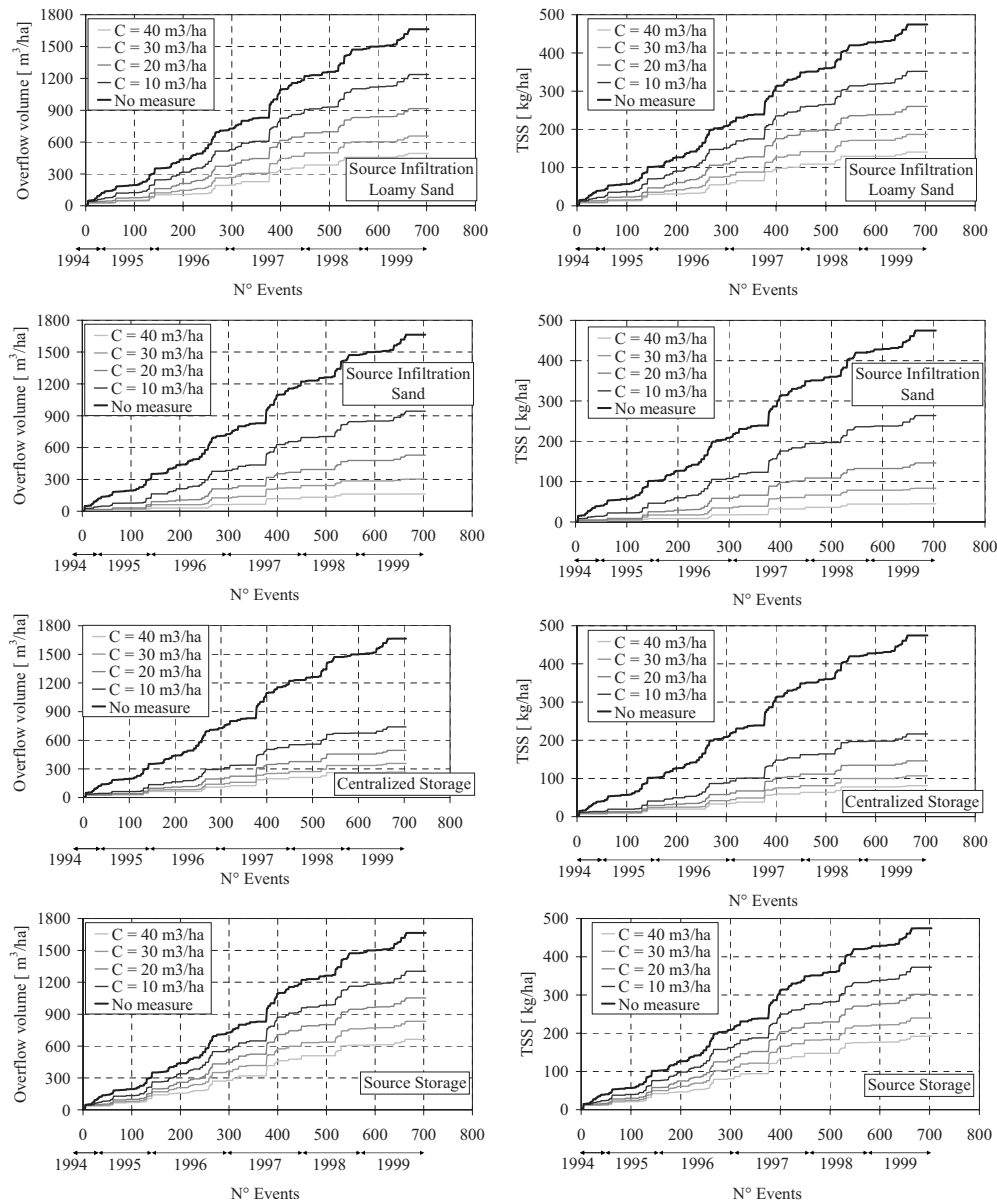 Overflow volume [ m³/ha]
1800
1500
1200
900
600
300
0
C = 40 m3/ha
C = 30 m3/ha
C = 20 m3/ha
C = 10 m3/ha
No measure
Source Infiltration
Loamy Sand
0 100 200 300 400 500 600 700 800
1994 1995 1996 1997 1998 1999
N° Events
TSS [ kg/ha]
500
400
300
200
100
0
C = 40 m3/ha
C = 30 m3/ha
C = 20 m3/ha
C = 10 m3/ha
No measure
Source Infiltration
Loamy Sand
0 100 200 300 400 500 600 700 800
1994 1995 1996 1997 1998 1999
N° Events
Overflow volume [ m³/ha]
1800
1500
1200
900
600
300
0
C = 40 m3/ha
C = 30 m3/ha
C = 20 m3/ha
C = 10 m3/ha
No measure
Source Infiltration
Sand
0 100 200 300 400 500 600 700 800
1994 1995 1996 1997 1998 1999
N° Events
TSS [ kg/ha]
500
400
300
200
100
0
C = 40 m3/ha
C = 30 m3/ha
C = 20 m3/ha
C = 10 m3/ha
No measure
Source Infiltration
Sand
0 100 200 300 400 500 600 700 800
1994 1995 1996 1997 1998 1999
N° Events
Overflow volume [ m³/ha]
1800
1500
1200
900
600
300
0
C = 40 m3/ha
C = 30 m3/ha
C = 20 m3/ha
C = 10 m3/ha
No measure
Centralized Storage
0 100 200 300 400 500 600 700 800
1994 1995 1996 1997 1998 1999
N° Events
TSS [ kg/ha]
500
400
300
200
100
0
C = 40 m3/ha
C = 30 m3/ha
C = 20 m3/ha
C = 10 m3/ha
No measure
Centralized Storage
0 100 200 300 400 500 600 700 800
1994 1995 1996 1997 1998 1999
N° Events
Overflow volume [ m³/ha]
1800
1500
1200
900
600
300
0
C = 40 m3/ha
C = 30 m3/ha
C = 20 m3/ha
C = 10 m3/ha
No measure
Source Storage
0 100 200 300 400 500 600 700 800
1994 1995 1996 1997 1998 1999
N° Events
TSS [ kg/ha]
500
400
300
200
100
0
C = 40 m3/ha
C = 30 m3/ha
C = 20 m3/ha
C = 10 m3/ha
No measure
Source Storage
0 100 200 300 400 500 600 700 800
1994 1995 1996 1997 1998 1999
N° Events